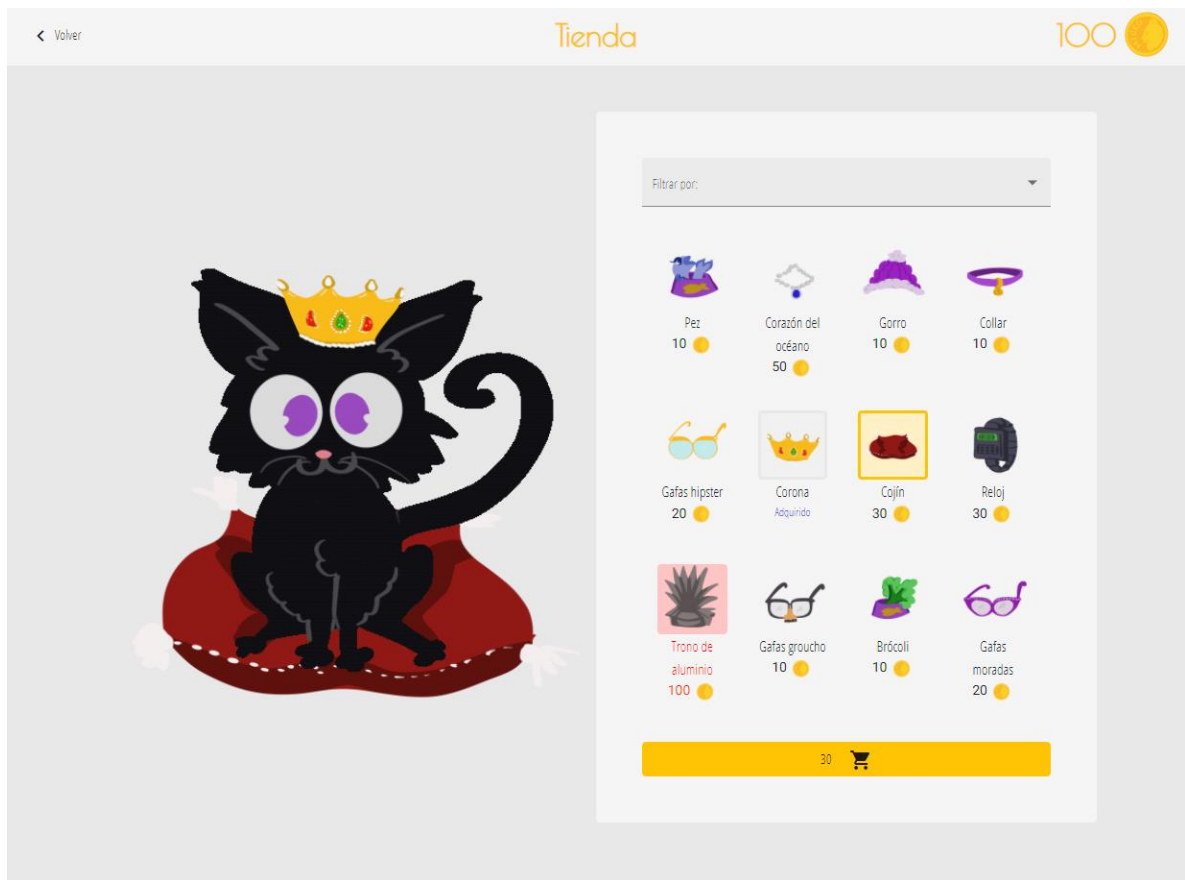 Volver
Tienda
100
Filtrar por:
Pez
10
Corazón del
océano
50
Gorro
10
Collar
10
Gafas hipster
20
Corona
Adquirido
Cojín
30
Reloj
30
Trono de
aluminio
100
Gafas groucho
10
Brócoli
10
Gafas
moradas
20
30